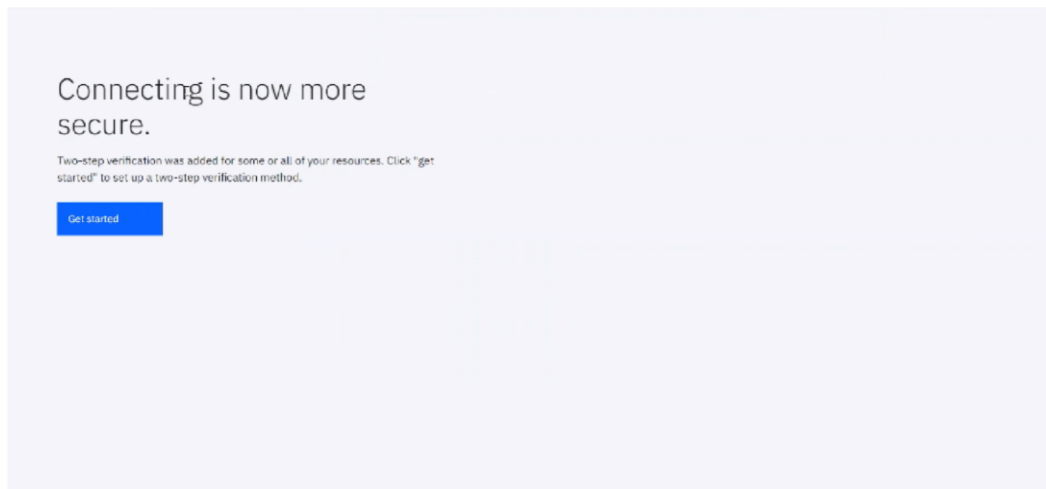 Connecting is now more
secure.
Two-step verification was added for some or all of your resources. Click "get
started" to set up a two-step verification method.
Get started